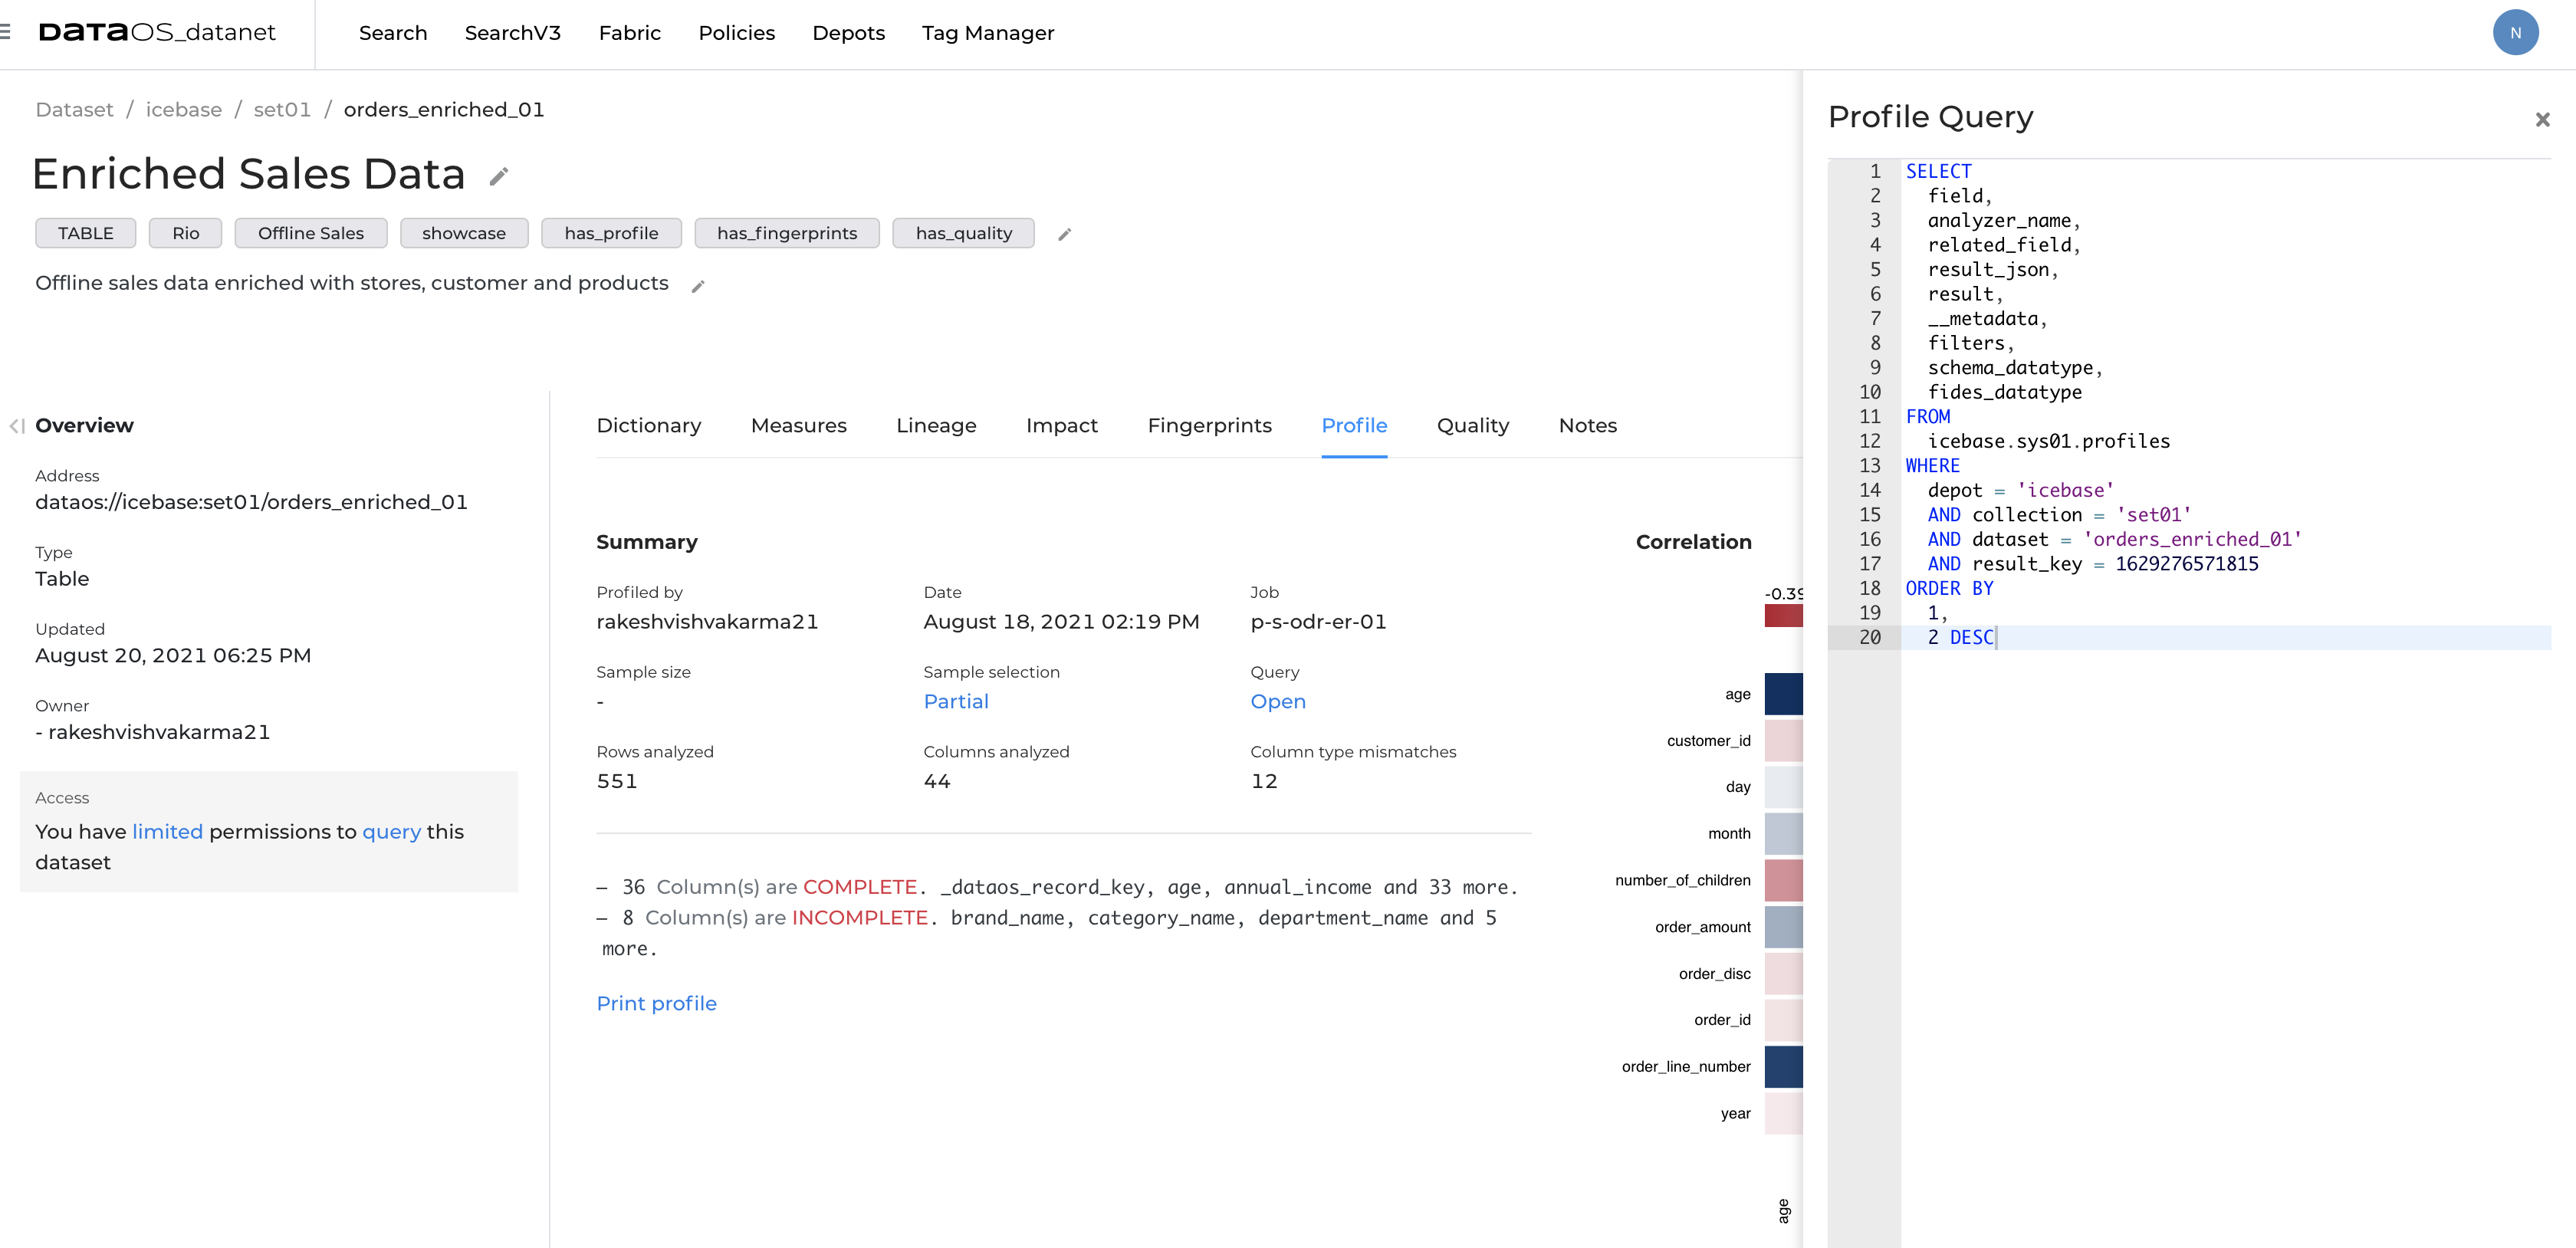 DATAOS_datanet
Search SearchV3 Fabric Policies Depots Tag Manager
N
Dataset / icebase / set01 / orders_enriched_01
Enriched Sales Data
TABLE Rio Offline Sales showcase has_profile has_fingerprints has_quality
Offline sales data enriched with stores, customer and products
Overview
Address
dataos://icebase:set01/orders_enriched_01
Type
Table
Updated
August 20, 2021 06:25 PM
Owner
- rakeshvishvakarma21
Access
You have limited permissions to query this
dataset
Dictionary Measures Lineage Impact Fingerprints Profile Quality Notes
Summary
Profiled by Date Job
rakeshvishvakarma21 August 18, 2021 02:19 PM p-s-odr-er-01
Sample size Sample selection Query
- Partial Open
Rows analyzed Columns analyzed Column type mismatches
551 44 12
– 36 Column(s) are COMPLETE. _dataos_record_key, age, annual_income and 33 more.
– 8 Column(s) are INCOMPLETE. brand_name, category_name, department_name and 5
more.
Print profile
Correlation
-0.39
age
customer_id
day
month
number_of_children
order_amount
order_disc
order_id
order_line_number
year
age
Profile Query
×
1 SELECT
2 field,
3 analyzer_name,
4 related_field,
5 result_json,
6 result,
7 __metadata,
8 filters,
9 schema_datatype,
10 fides_datatype
11 FROM
12 icebase.sys01.profiles
13 WHERE
14 depot = 'icebase'
15 AND collection = 'set01'
16 AND dataset = 'orders_enriched_01'
17 AND result_key = 1629276571815
18 ORDER BY
19 1,
20 2 DESC